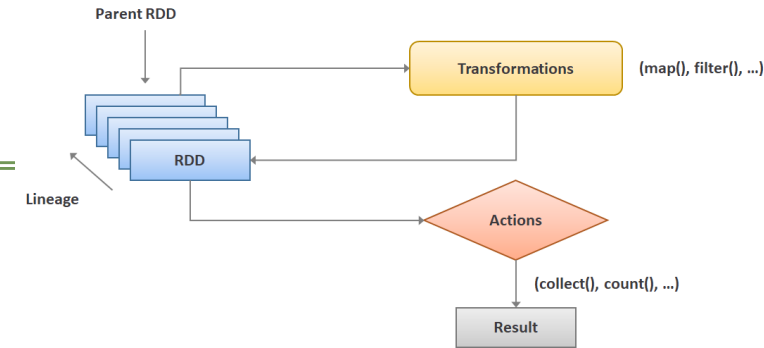 Parent RDD
Transformations
(map(), filter(), ...)
RDD
Lineage
Actions
(collect(), count(), ...)
Result